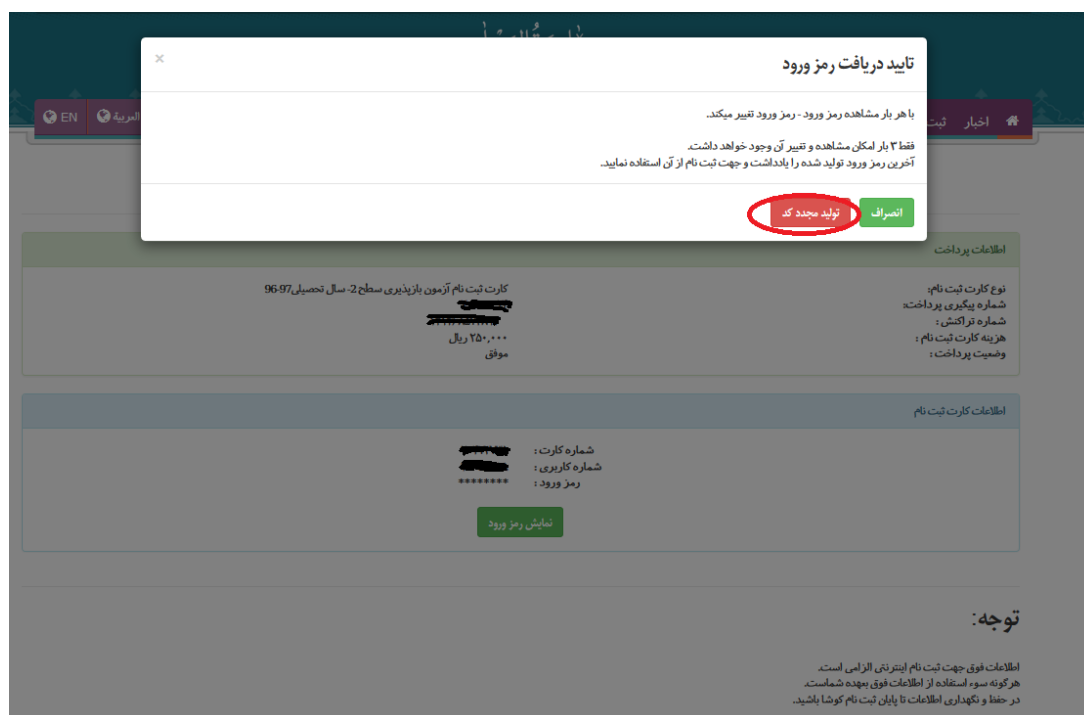 تایید دریافت رمز ورود
×
با هر بار مشاهده رمز ورود - رمز ورود تغییر میکند.
فقط ۳ بار امکان مشاهده و تغییر آن وجود خواهد داشت.
آخرین رمز ورود تولید شده را یادداشت و جهت ثبت نام از آن استفاده نمایید.
انصراف
تولید مجدد کد
اخبار ثبت
العربیة
EN
اطلاعات پرداخت
نوع کارت ثبت نام: کارت ثبت نام آزمون بازپذیری سطح 2- سال تحصیلی 97-96
شماره پیگیری پرداخت:
شماره تراکنش :
هزینه کارت ثبت نام : ۲۵۰,۰۰۰ ریال
وضعیت پرداخت : موفق
اطلاعات کارت ثبت نام
شماره کارت :
شماره کاربری :
رمز ورود : ********
نمایش رمز ورود
توجه:
اطلاعات فوق جهت ثبت نام اینترنتی الزامی است.
هر گونه سوء استفاده از اطلاعات فوق بعهده شماست.
در حفظ و نگهداری اطلاعات تا پایان ثبت نام کوشا باشید.